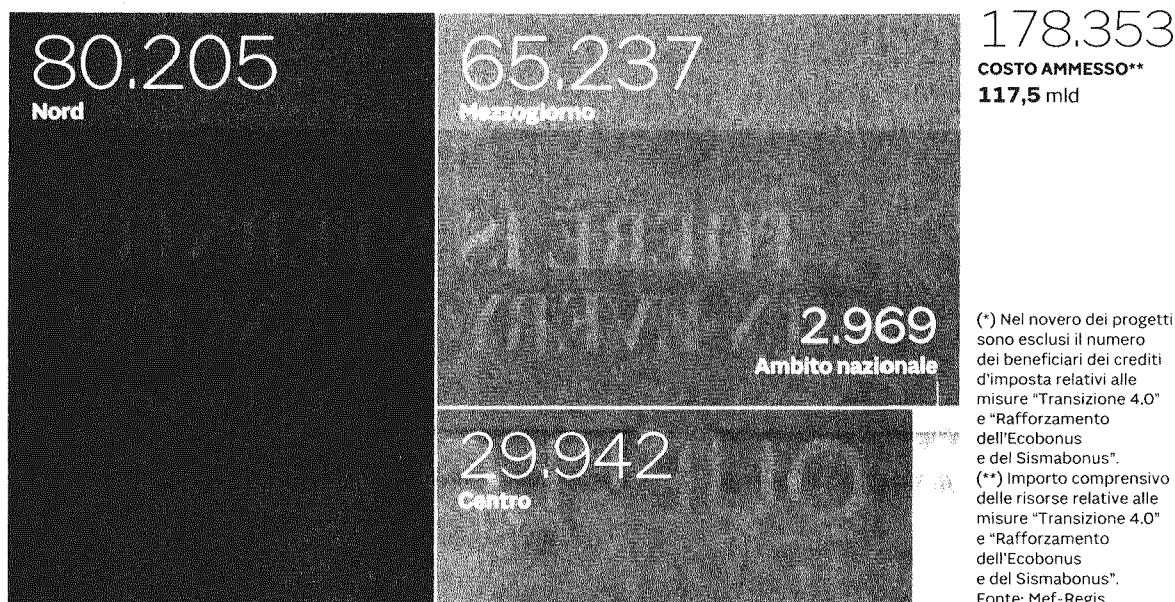 80.205
Nord
65.237
Mezzogiorno
2.969
Ambito nazionale
29.942
Centro
178.353
COSTO AMMESSO**
117,5 mld
(*) Nel novero dei progetti
sono esclusi il numero
dei beneficiari dei crediti
d'imposta relativi alle
misure "Transizione 4.0"
e "Rafforzamento
dell'Ecobonus
e del Sismabonus".
(**) Importo comprensivo
delle risorse relative alle
misure "Transizione 4.0"
e "Rafforzamento
dell'Ecobonus
e del Sismabonus".
Fonte: Mef-Regis